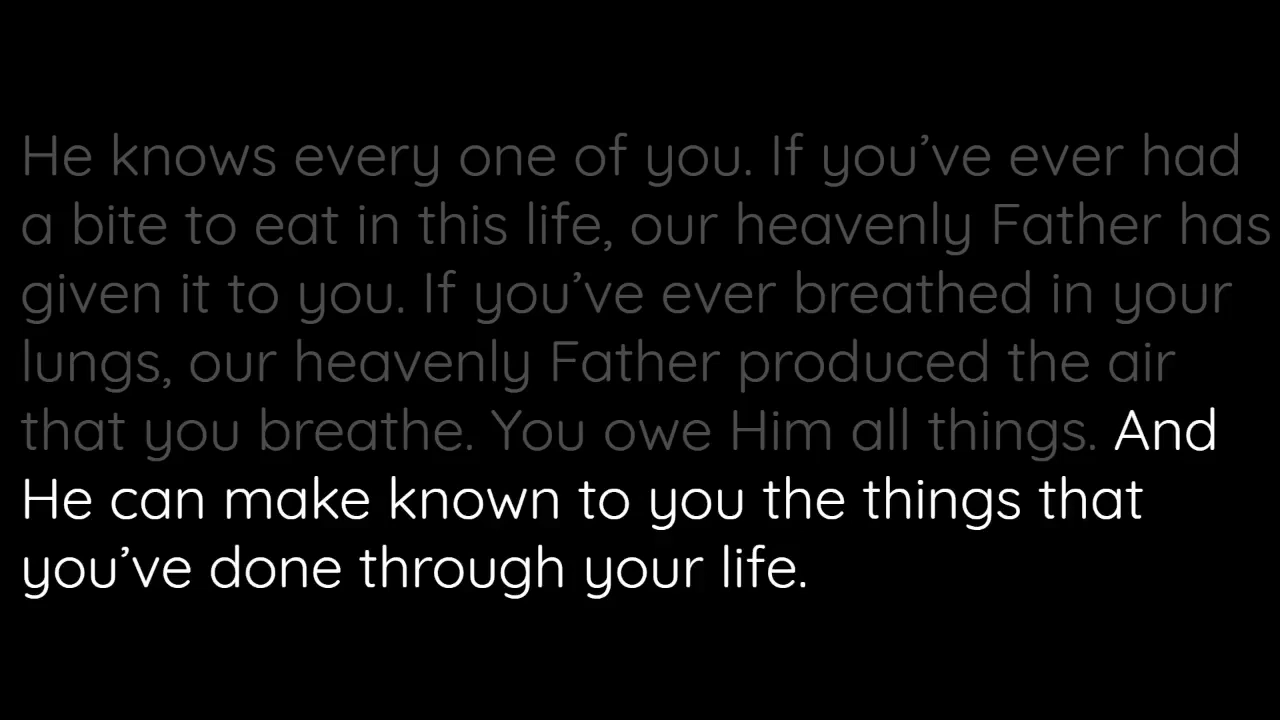 He knows every one of you. If you’ve ever had
a bite to eat in this life, our heavenly Father has
given it to you. If you’ve ever breathed in your
lungs, our heavenly Father produced the air
that you breathe. You owe Him all things. And
He can make known to you the things that
you’ve done through your life.